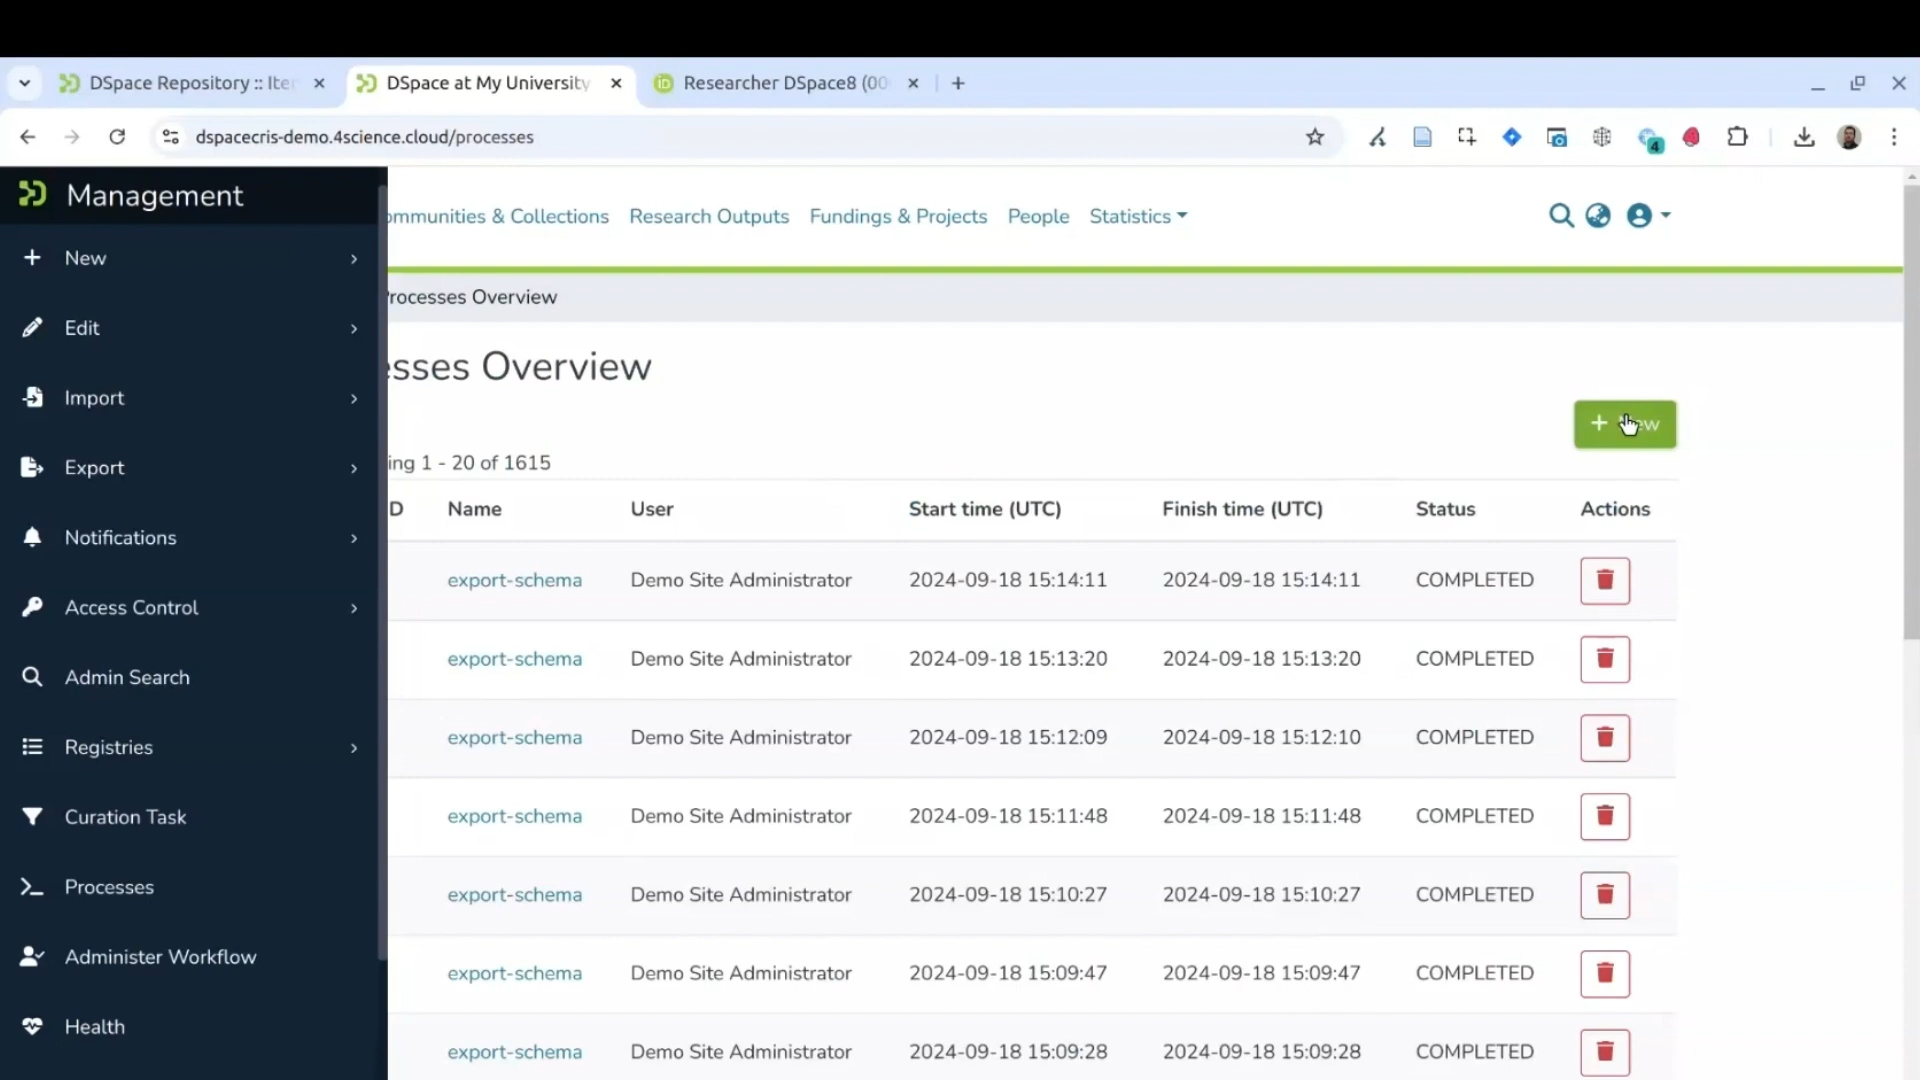 DSpace Repository :: Ite
DSpace at My University
Researcher DSpace8 (00
dspacecris-demo.4science.cloud/processes
4
Management
ommunities & Collections Research Outputs Fundings & Projects People Statistics
New
Edit
Import
Export
Notifications
Access Control
Admin Search
Registries
Curation Task
Processes
Administer Workflow
Health
rocesses Overview
esses Overview
+ New
ing 1 - 20 of 1615
D Name User Start time (UTC) Finish time (UTC) Status Actions
export-schema Demo Site Administrator 2024-09-18 15:14:11 2024-09-18 15:14:11 COMPLETED
export-schema Demo Site Administrator 2024-09-18 15:13:20 2024-09-18 15:13:20 COMPLETED
export-schema Demo Site Administrator 2024-09-18 15:12:09 2024-09-18 15:12:10 COMPLETED
export-schema Demo Site Administrator 2024-09-18 15:11:48 2024-09-18 15:11:48 COMPLETED
export-schema Demo Site Administrator 2024-09-18 15:10:27 2024-09-18 15:10:27 COMPLETED
export-schema Demo Site Administrator 2024-09-18 15:09:47 2024-09-18 15:09:47 COMPLETED
export-schema Demo Site Administrator 2024-09-18 15:09:28 2024-09-18 15:09:28 COMPLETED